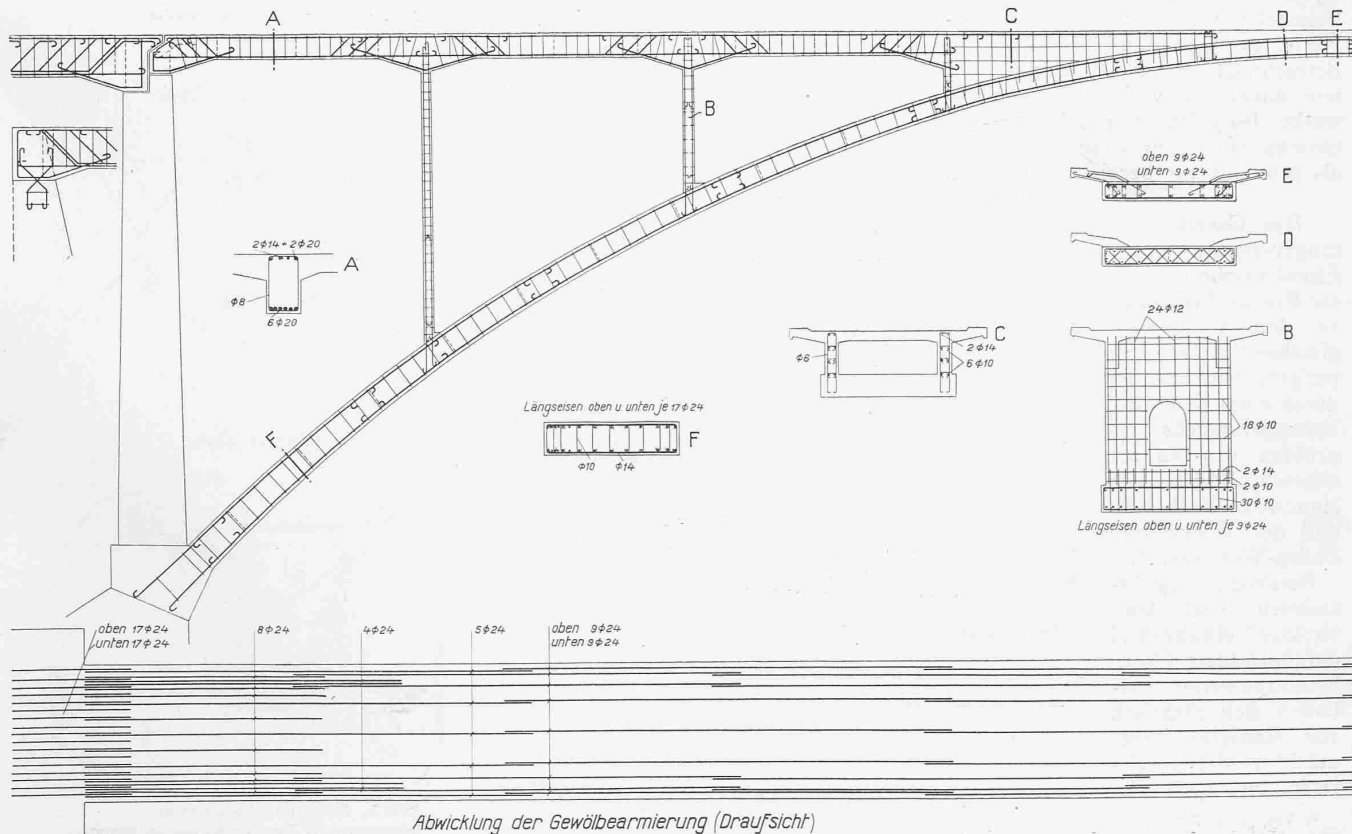 A
C
D
E
B
oben 9ϕ24
unten 9ϕ24
E
D
2ϕ14+2ϕ20
A
ϕ8
6ϕ20
24ϕ12
B
18ϕ10
2ϕ14
2ϕ10
30ϕ10
Längseisen oben u. unten je 9ϕ24
C
ϕ6
2ϕ14
6ϕ10
Längseisen oben u. unten je 17ϕ24
F
ϕ10
ϕ14
F
oben 17ϕ24
unten 17ϕ24
8ϕ24
4ϕ24
5ϕ24
oben 9ϕ24
unten 9ϕ24
Abwicklung der Gewölbearmierung (Draufsicht)